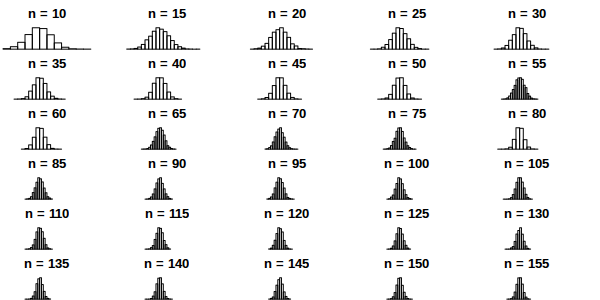 n = 10 n = 15 n = 20 n = 25 n = 30
n = 35 n = 40 n = 45 n = 50 n = 55
n = 60 n = 65 n = 70 n = 75 n = 80
n = 85 n = 90 n = 95 n = 100 n = 105
n = 110 n = 115 n = 120 n = 125 n = 130
n = 135 n = 140 n = 145 n = 150 n = 155